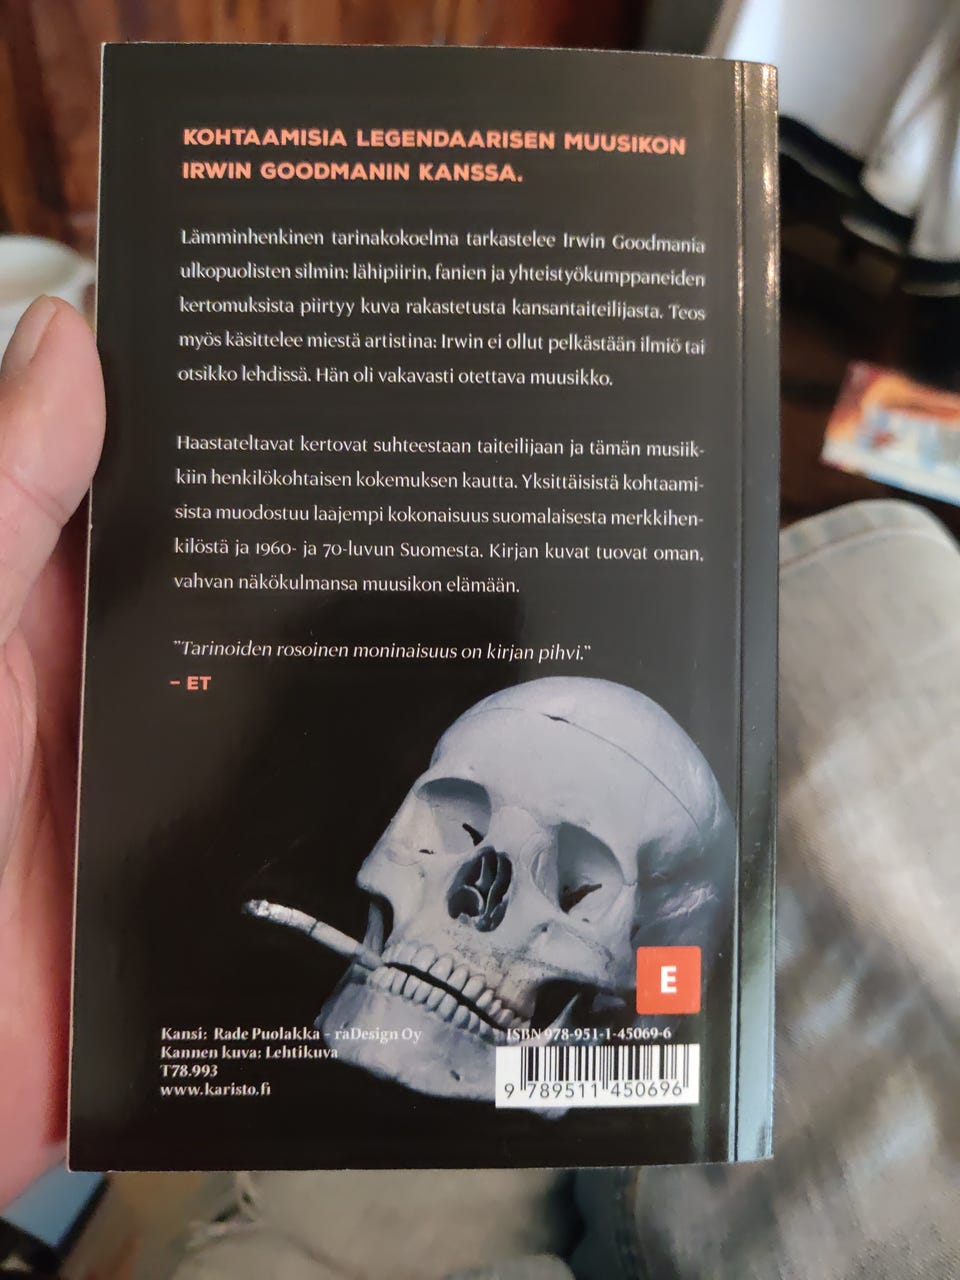 KOHTAAMISIA LEGENDAARISEN MUUSIKON
IRWIN GOODMANIN KANSSA.
Lämminhenkinen tarinakokoelma tarkastelee Irwin Goodmania
ulkopuolisten silmin: lähipiirin, fanien ja yhteistyökumppaneiden
kertomuksista piirtyy kuva rakastetusta kansantaiteilijasta. Teos
myös käsittelee miestä artistina: Irwin ei ollut pelkästään ilmiö tai
otsikko lehdissä. Hän oli vakavasti otettava muusikko.
Haastateltavat kertovat suhteestaan taiteilijaan ja tämän musiik-
kiin henkilökohtaisen kokemuksen kautta. Yksittäisistä kohtaami-
sista muodostuu laajempi kokonaisuus suomalaisesta merkkihen-
kilöstä ja 1960- ja 70-luvun Suomesta. Kirjan kuvat tuovat oman,
vahvan näkökulmansa muusikon elämään.
”Tarinoiden rosoinen moninaisuus on kirjan pihvi.”
– ET
E
Kansi: Rade Puolakka – raDesign Oy
Kannen kuva: Lehtikuva
T78.993
www.karisto.fi
ISBN 978-951-1-45069-6
9 789511 450696